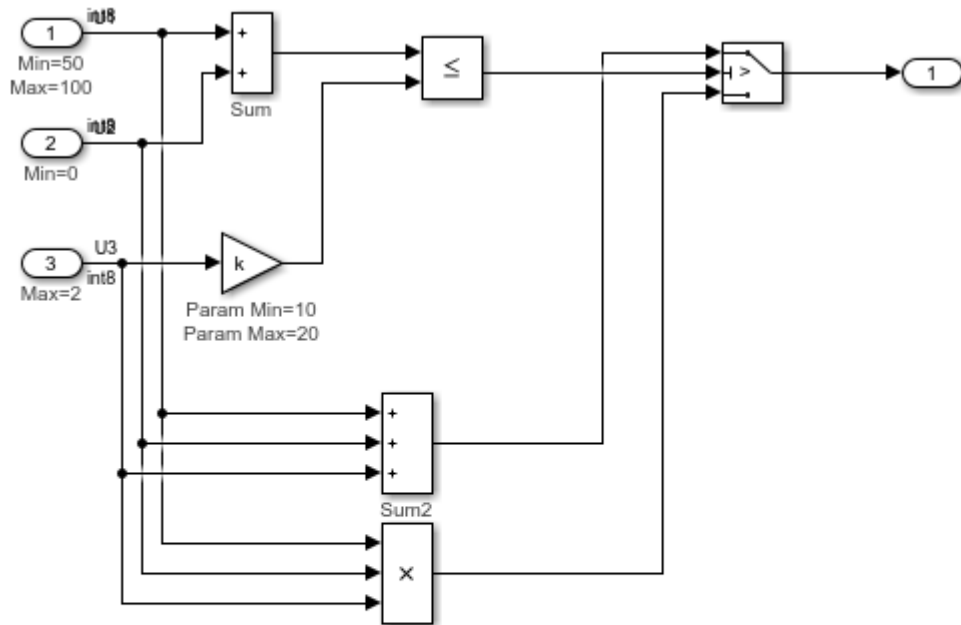 1
Min=50
Max=100
+
+
Sum
≤
>
1
2
Min=0
U3
3
int8
Max=2
k
Param Min=10
Param Max=20
+
+
+
Sum2
×